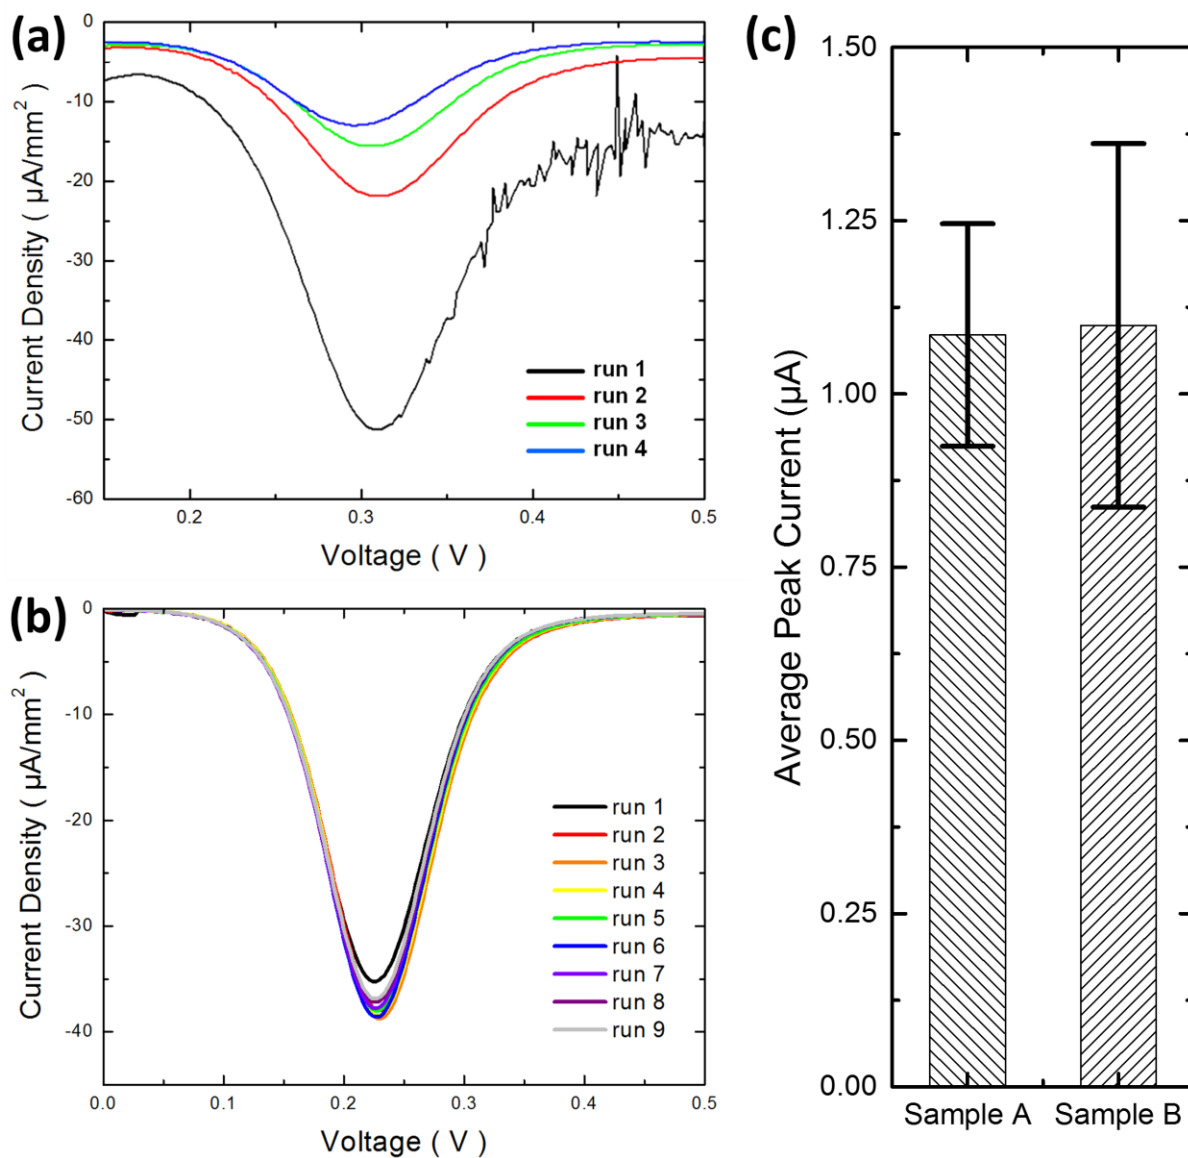 (a)
0
-10
-20
-30
-40
-50
-60
Current Density ( µA/mm² )
run 1
run 2
run 3
run 4
0.2
0.3
0.4
0.5
Voltage ( V )
(b)
0
-10
-20
-30
-40
Current Density ( µA/mm² )
run 1
run 2
run 3
run 4
run 5
run 6
run 7
run 8
run 9
0.0
0.1
0.2
0.3
0.4
0.5
Voltage ( V )
(c)
1.50
1.25
1.00
0.75
0.50
0.25
0.00
Average Peak Current (µA)
Sample A
Sample B